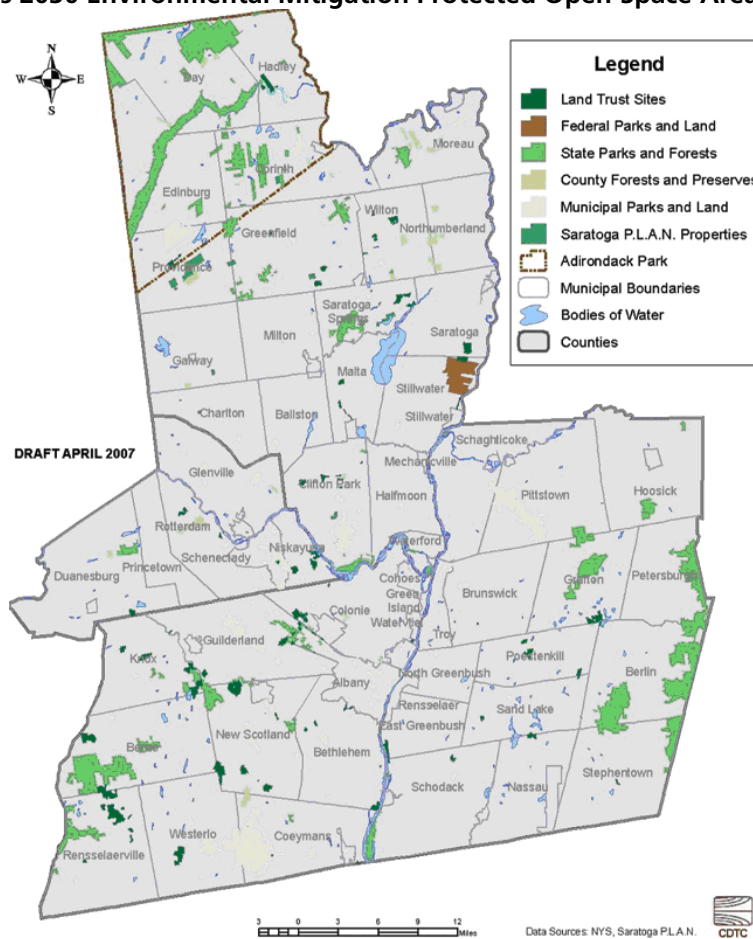 s 2030 Environmental Mitigation Protected Open Space Area
N
W E
S
Legend
Land Trust Sites
Federal Parks and Land
State Parks and Forests
County Forests and Preserves
Municipal Parks and Land
Saratoga P.L.A.N. Properties
Adirondack Park
Municipal Boundaries
Bodies of Water
Counties
Day
Hadley
Moreau
Corinth
Edinburg
Wilton
Greenfield
Northumberland
Providence
Saratoga
Springs
Milton
Saratoga
Galway
Malta
Stillwater
Charlton
Ballston
Stillwater
Schaghticoke
DRAFT APRIL 2007
Mechanicville
Glenville
Clifton Park
Halfmoon
Pittstown
Hoosick
Rotterdam
Schenectady
Niskayuna
Waterford
Princetown
Duanesburg
Cohoes
Grafton
Petersburgh
Green
Island
Brunswick
Colonie
Watervliet
Troy
Guilderland
Knox
Poestenkill
North Greenbush
Berlin
Albany
Rensselaer
Sand Lake
East Greenbush
New Scotland
Berne
Bethlehem
Stephentown
Schodack
Nassau
Westerlo
Coeymans
Rensselaerville
3 0 3 6 9 12
Miles
Data Sources: NYS, Saratoga P.L.A.N.
CDTC